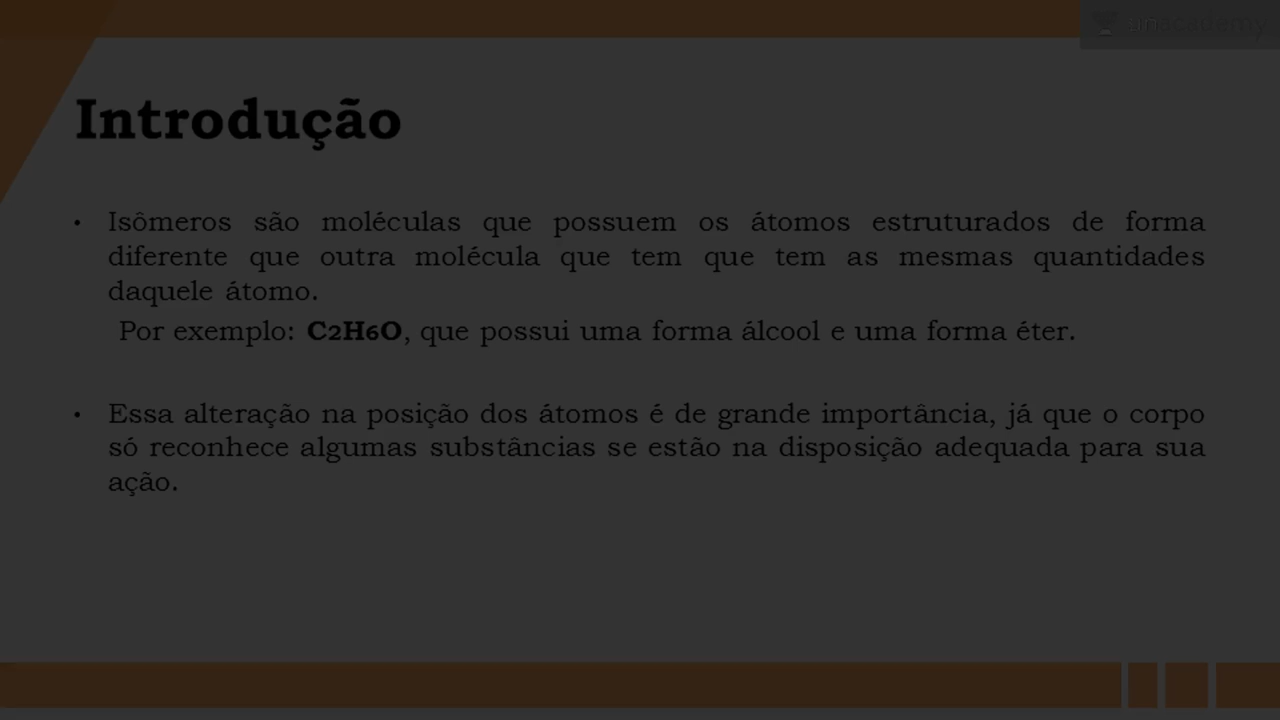 unacademy
Introdução
• Isômeros são moléculas que possuem os átomos estruturados de forma
diferente que outra molécula que tem que tem as mesmas quantidades
daquele átomo.
Por exemplo: C2H6O, que possui uma forma álcool e uma forma éter.
• Essa alteração na posição dos átomos é de grande importância, já que o corpo
só reconhece algumas substâncias se estão na disposição adequada para sua
ação.